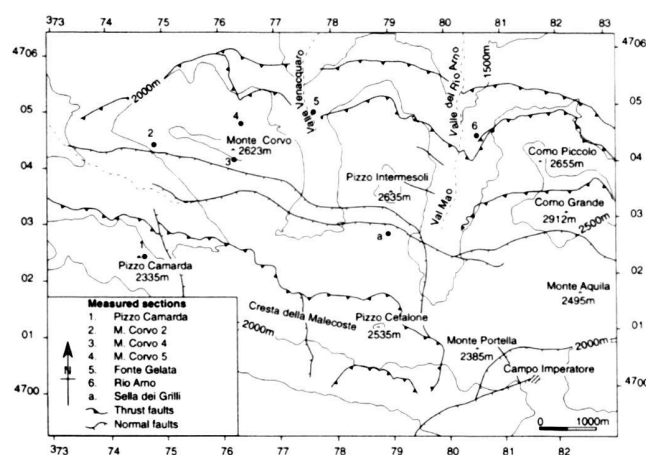 373 74 75 76 77 78 79 80 81 82 83
4706 4706
2000m
Valle Venacquaro
Valle del Rio Arno
1500m
05 05
5
4
6
2
Monte Corvo
2623m
3
Corno Piccolo
2655m
04 04
Pizzo Intermesoli
2635m
Val Mao
Corno Grande
2912m
2500m
03 03
a
1
Pizzo Camarda
2335m
02 02
Monte Aquila
2495m
Measured sections
1. Pizzo Camarda
2. M. Corvo 2
3. M. Corvo 4
4. M. Corvo 5
5. Fonte Gelata
6. Rio Arno
a. Sella dei Grilli
Thrust faults
Normal faults
N
Cresta della Malecoste
2000m
Pizzo Cefalone
2535m
01 01
Monte Portella
2385m
2000m
Campo Imperatore
4700 4700
0 1000m
373 74 75 76 77 78 79 80 81 82